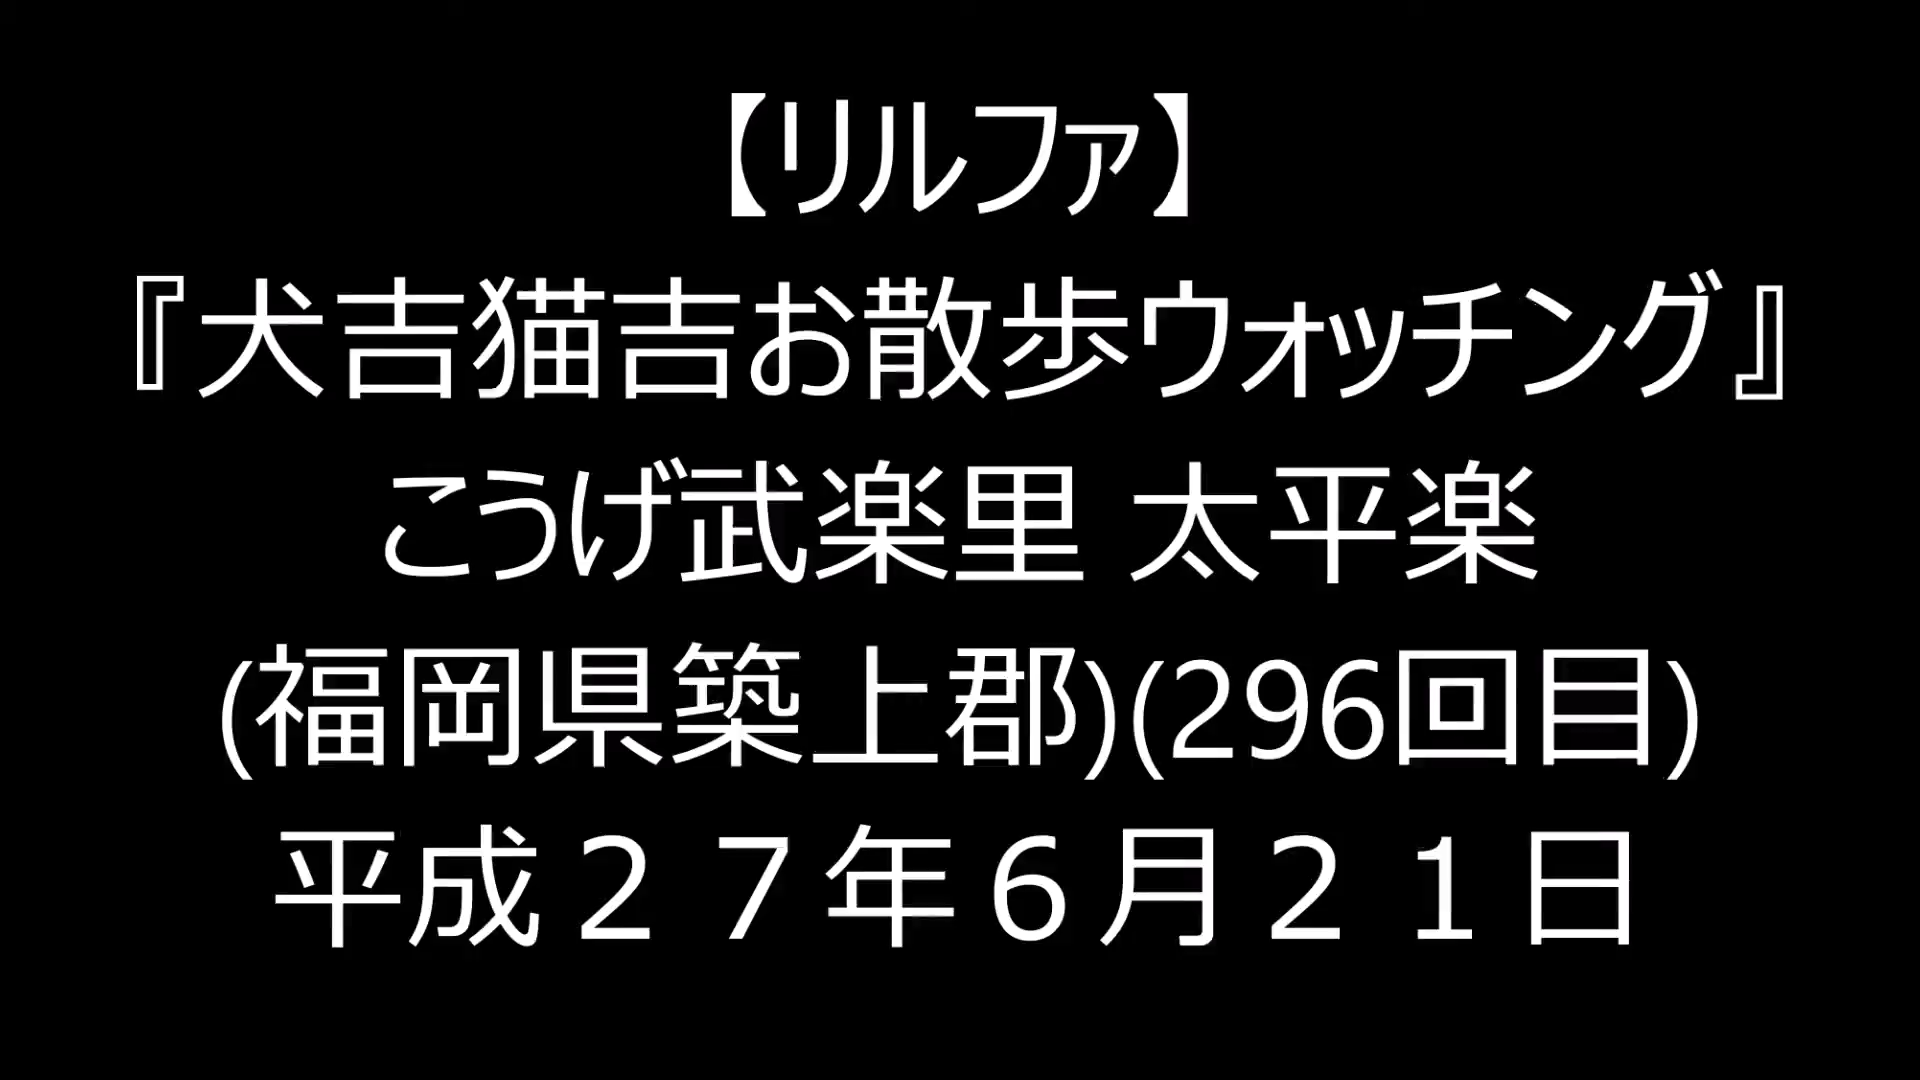 【リルファ】
『犬吉猫吉お散歩ウォッチング』
こうげ武楽里 太平楽
(福岡県築上郡)(296回目)
平成２７年６月２１日